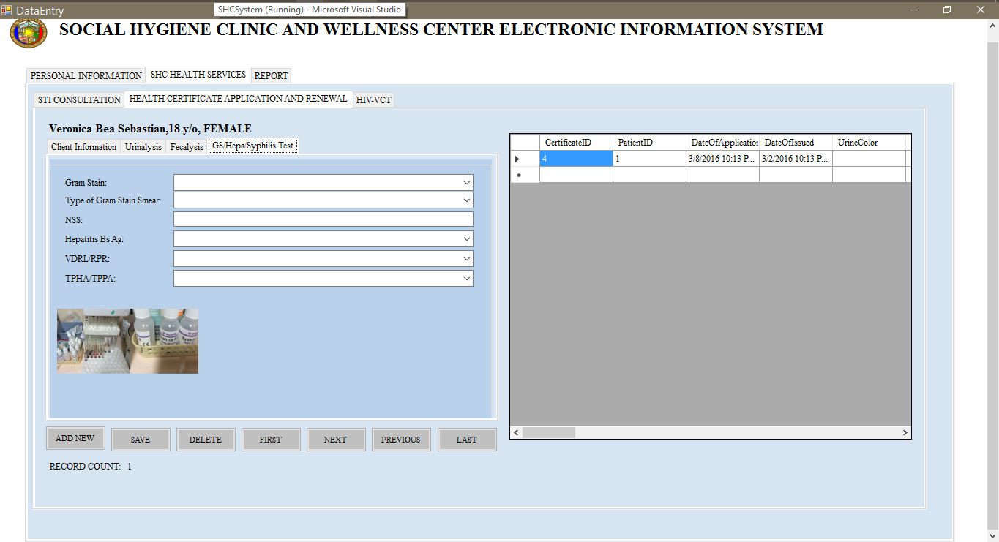 DataEntry
SHCSystem (Running) - Microsoft Visual Studio
SOCIAL HYGIENE CLINIC AND WELLNESS CENTER ELECTRONIC INFORMATION SYSTEM
PERSONAL INFORMATION SHC HEALTH SERVICES REPORT
STI CONSULTATION HEALTH CERTIFICATE APPLICATION AND RENEWAL HIV-VCT
Veronica Bea Sebastian,18 y/o, FEMALE
Client Information Urinalysis Fecalysis GS/Hepa/Syphilis Test
Gram Stain:
Type of Gram Stain Smear:
NSS:
Hepatitis Bs Ag:
VDRL/RPR:
TPHA/TPPA:
ADD NEW SAVE DELETE FIRST NEXT PREVIOUS LAST
RECORD COUNT: 1
CertificateID PatientID DateOfApplication DateOfIssued UrineColor
4 1 3/8/2016 10:13 P... 3/2/2016 10:13 P...